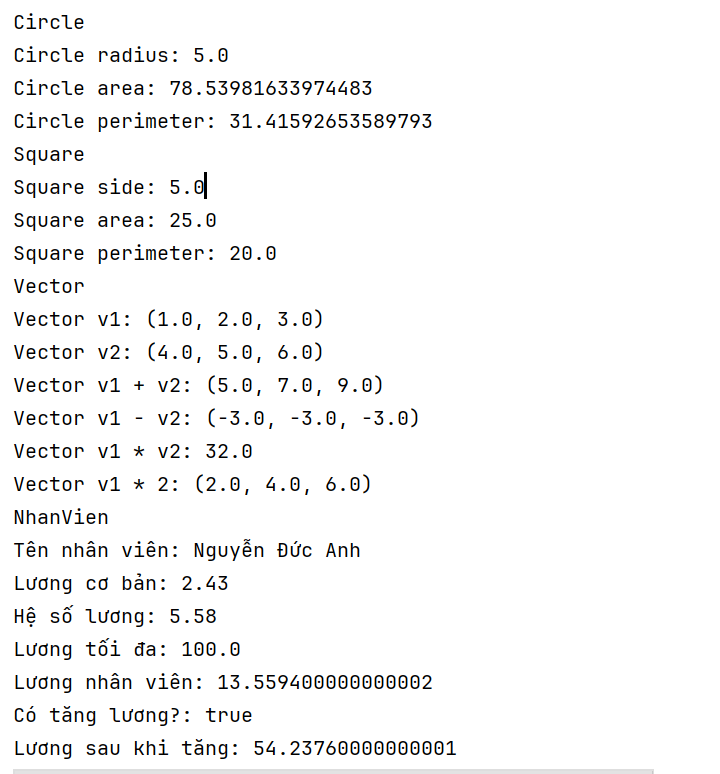 Circle
Circle radius: 5.0
Circle area: 78.53981633974483
Circle perimeter: 31.41592653589793
Square
Square side: 5.0
Square area: 25.0
Square perimeter: 20.0
Vector
Vector v1: (1.0, 2.0, 3.0)
Vector v2: (4.0, 5.0, 6.0)
Vector v1 + v2: (5.0, 7.0, 9.0)
Vector v1 - v2: (-3.0, -3.0, -3.0)
Vector v1 * v2: 32.0
Vector v1 * 2: (2.0, 4.0, 6.0)
NhanVien
Tên nhân viên: Nguyễn Đức Anh
Lương cơ bản: 2.43
Hệ số lương: 5.58
Lương tối đa: 100.0
Lương nhân viên: 13.559400000000002
Có tăng lương?: true
Lương sau khi tăng: 54.23760000000001